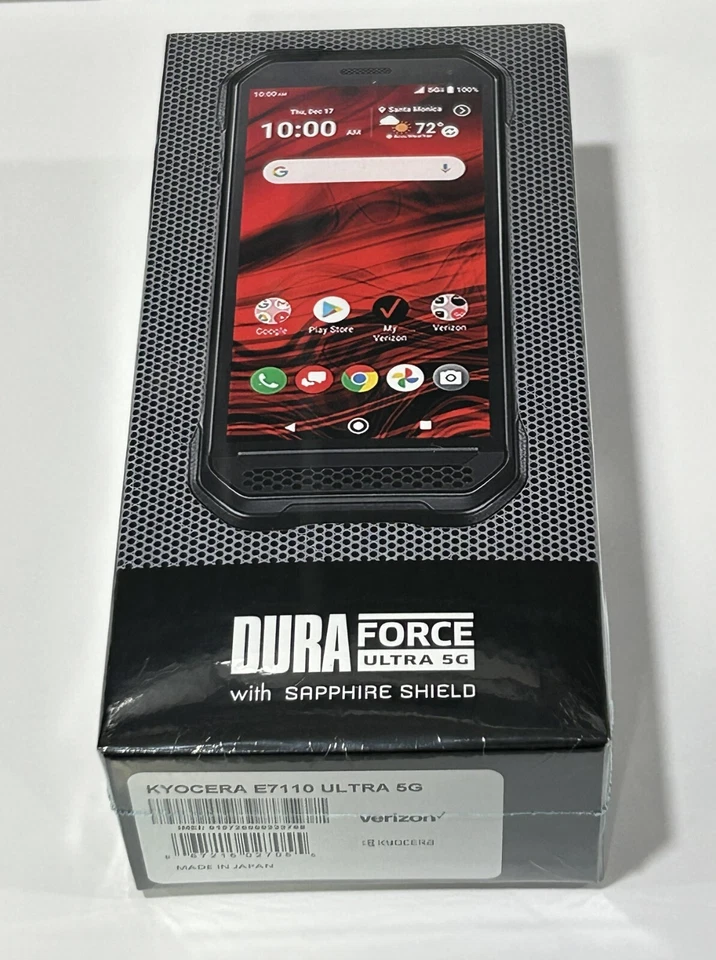 10:00 AM
5G 100%
Thu, Dec 17
Santa Monica
10:00 AM
72°
G
Google
Play Store
My Verizon
Verizon
DURA FORCE
ULTRA 5G
with SAPPHIRE SHIELD
KYOCERA E7110 ULTRA 5G
verizon✓
KYOCERA
MADE IN JAPAN